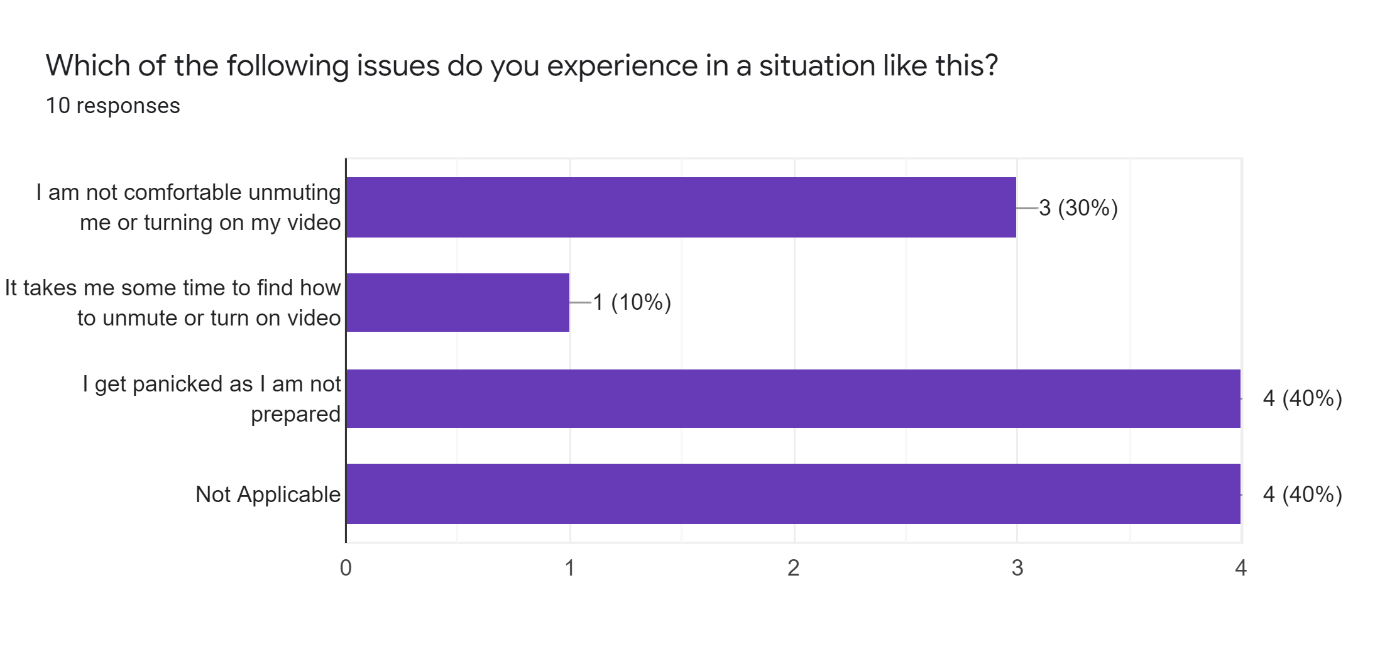 Which of the following issues do you experience in a situation like this?
10 responses
I am not comfortable unmuting
me or turning on my video
3 (30%)
It takes me some time to find how
to unmute or turn on video
1 (10%)
I get panicked as I am not
prepared
4 (40%)
Not Applicable
4 (40%)
0 1 2 3 4